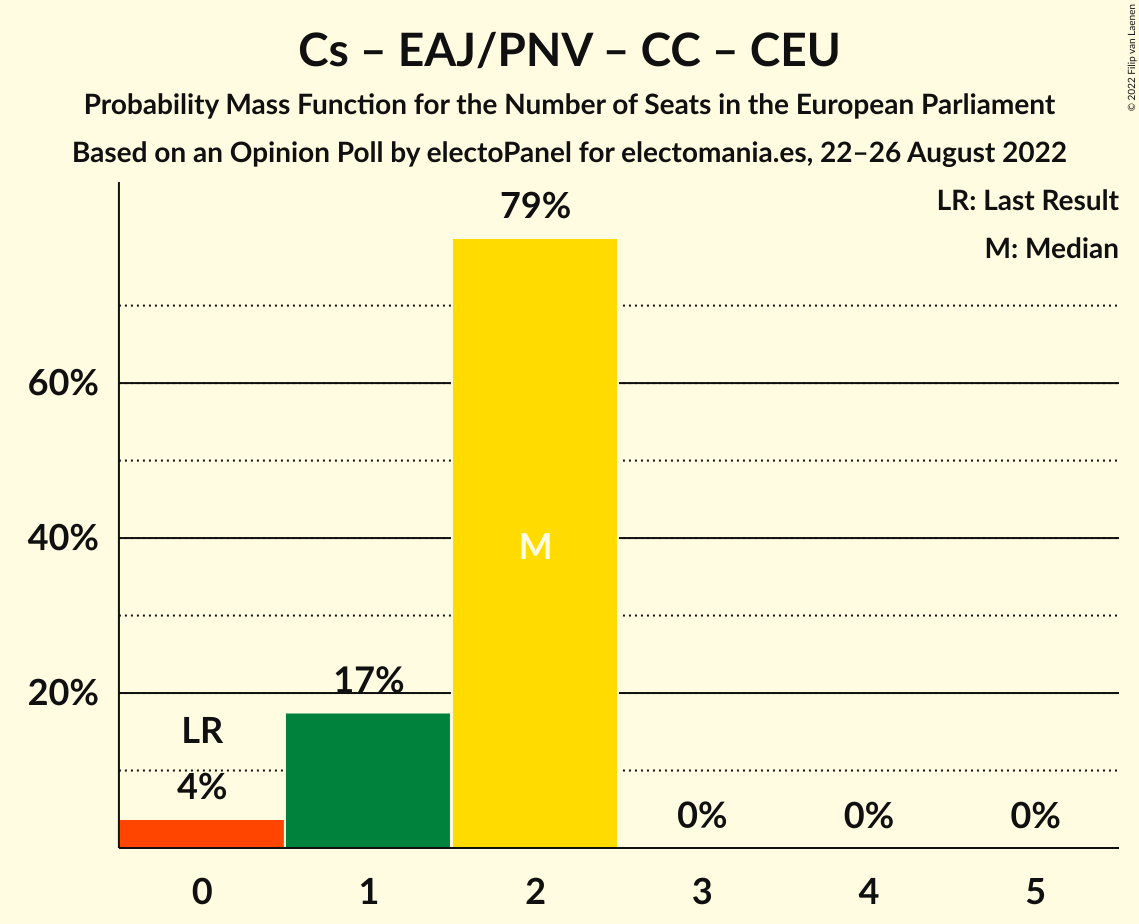 Cs – EAJ/PNV – CC – CEU
Probability Mass Function for the Number of Seats in the European Parliament
Based on an Opinion Poll by electoPanel for electomania.es, 22–26 August 2022
© 2022 Filip van Laenen
LR: Last Result
M: Median
79%
60%
40%
M
20%
17%
LR
4%
0%
0%
0%
0
1
2
3
4
5